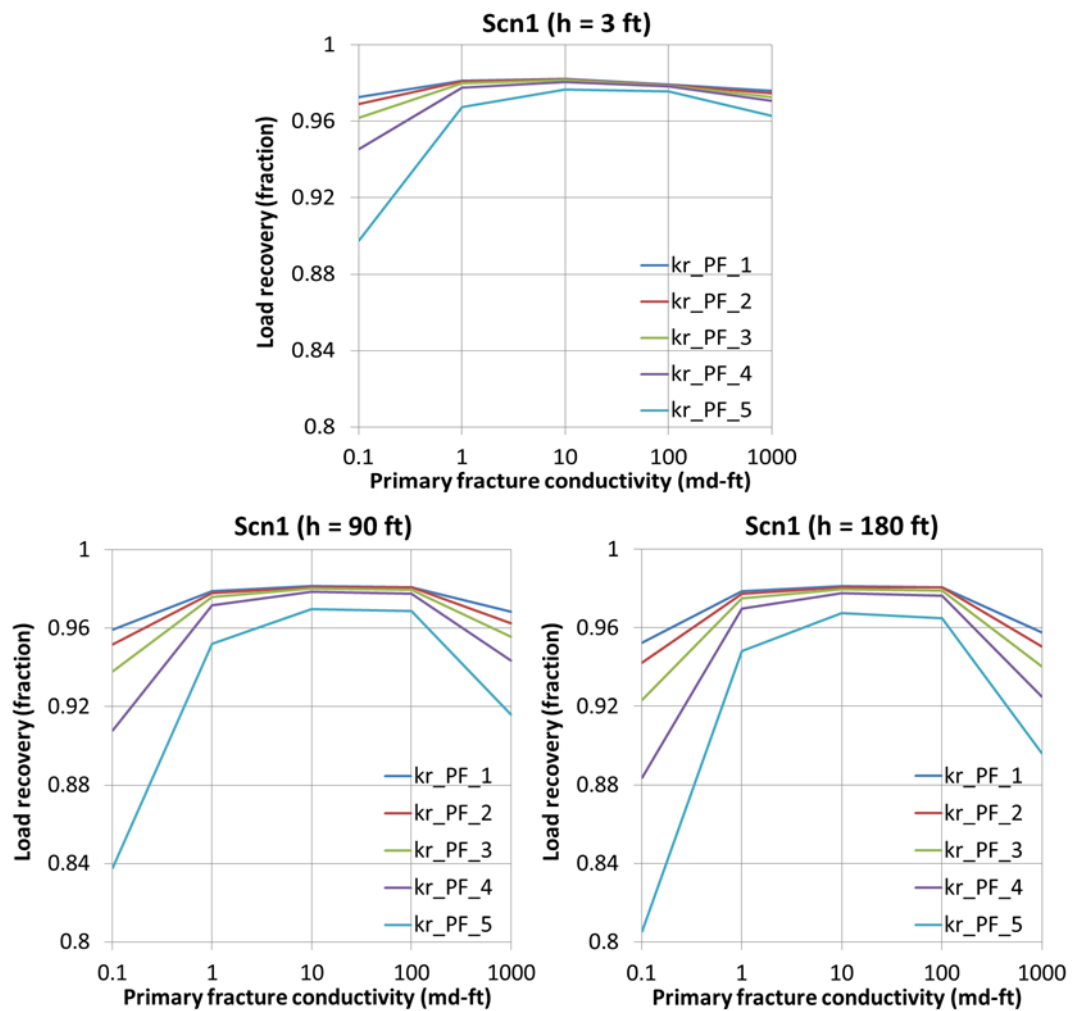 Scn1 (h = 3 ft)
Load recovery (fraction)
1
0.96
0.92
0.88
0.84
0.8
kr_PF_1
kr_PF_2
kr_PF_3
kr_PF_4
kr_PF_5
0.1 1 10 100 1000
Primary fracture conductivity (md-ft)
Scn1 (h = 90 ft)
Load recovery (fraction)
1
0.96
0.92
0.88
0.84
0.8
kr_PF_1
kr_PF_2
kr_PF_3
kr_PF_4
kr_PF_5
0.1 1 10 100 1000
Primary fracture conductivity (md-ft)
Scn1 (h = 180 ft)
Load recovery (fraction)
1
0.96
0.92
0.88
0.84
0.8
kr_PF_1
kr_PF_2
kr_PF_3
kr_PF_4
kr_PF_5
0.1 1 10 100 1000
Primary fracture conductivity (md-ft)